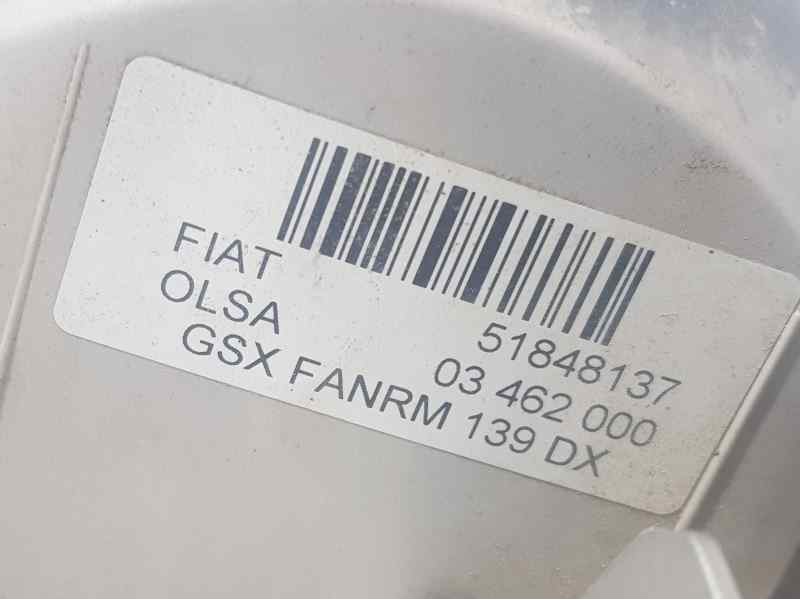 FIAT 51848137
OLSA 03 462 000
GSX FANRM 139 DX